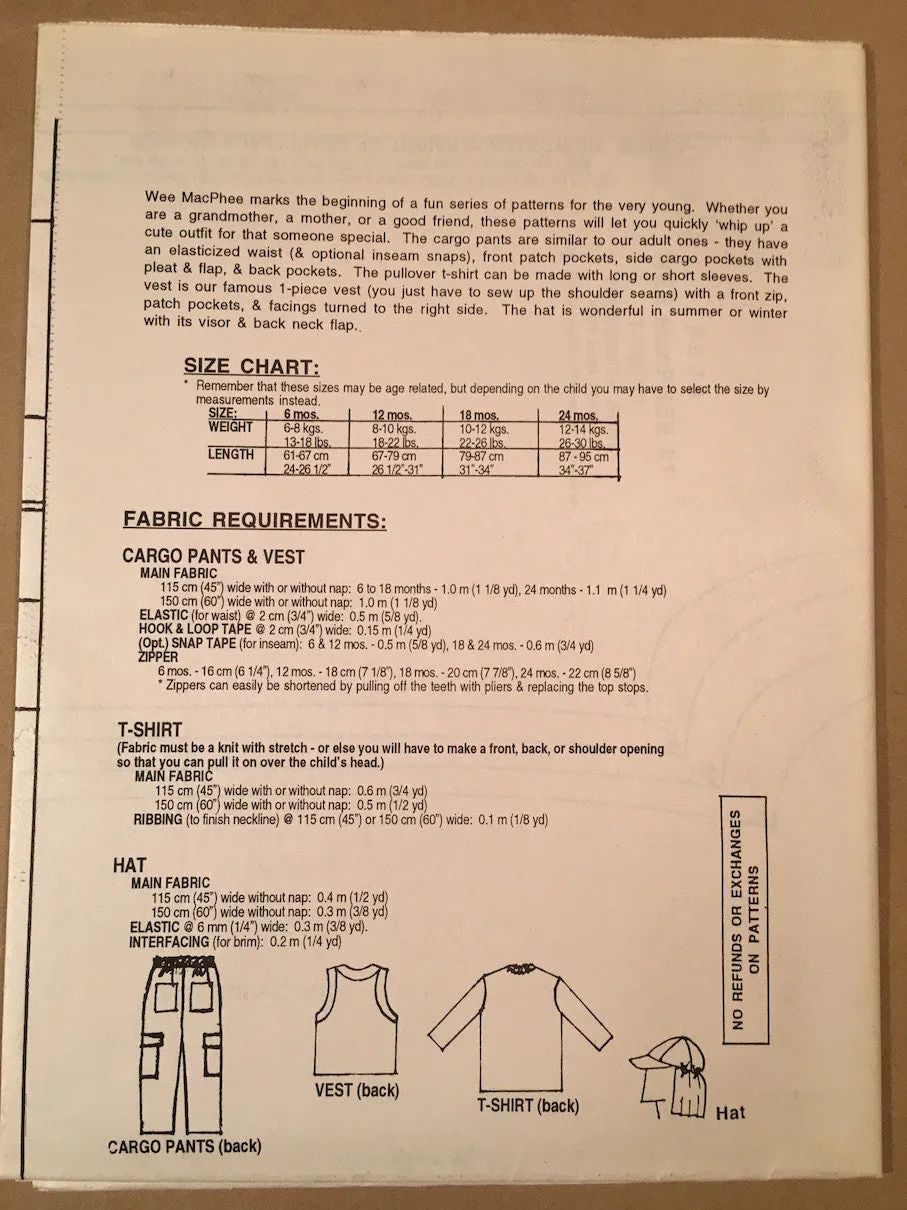 Wee MacPhee marks the beginning of a fun series of patterns for the very young. Whether you
are a grandmother, a mother, or a good friend, these patterns will let you quickly 'whip up' a
cute outfit for that someone special. The cargo pants are similar to our adult ones - they have
an elasticized waist (& optional inseam snaps), front patch pockets, side cargo pockets with
pleat & flap, & back pockets. The pullover t-shirt can be made with long or short sleeves. The
vest is our famous 1-piece vest (you just have to sew up the shoulder seams) with a front zip,
patch pockets, & facings turned to the right side. The hat is wonderful in summer or winter
with its visor & back neck flap.
SIZE CHART:
* Remember that these sizes may be age related, but depending on the child you may have to select the size by
measurements instead.
SIZE: 6 mos. 12 mos. 18 mos. 24 mos.
WEIGHT 6-8 kgs. 8-10 kgs. 10-12 kgs. 12-14 kgs.
13-18 lbs. 18-22 lbs. 22-26 lbs. 26-30 lbs.
LENGTH 61-67 cm 67-79 cm 79-87 cm 87 - 95 cm
24-26 1/2" 26 1/2"-31" 31"-34" 34"-37"
FABRIC REQUIREMENTS:
CARGO PANTS & VEST
MAIN FABRIC
115 cm (45") wide with or without nap: 6 to 18 months - 1.0 m (1 1/8 yd), 24 months - 1.1 m (1 1/4 yd)
150 cm (60") wide with or without nap: 1.0 m (1 1/8 yd)
ELASTIC (for waist) @ 2 cm (3/4") wide: 0.5 m (5/8 yd).
HOOK & LOOP TAPE @ 2 cm (3/4") wide: 0.15 m (1/4 yd)
(Opt.) SNAP TAPE (for inseam): 6 & 12 mos. - 0.5 m (5/8 yd), 18 & 24 mos. - 0.6 m (3/4 yd)
ZIPPER
6 mos. - 16 cm (6 1/4"), 12 mos. - 18 cm (7 1/8"), 18 mos. - 20 cm (7 7/8"), 24 mos. - 22 cm (8 5/8")
* Zippers can easily be shortened by pulling off the teeth with pliers & replacing the top stops.
T-SHIRT
(Fabric must be a knit with stretch - or else you will have to make a front, back, or shoulder opening
so that you can pull it on over the child's head.)
MAIN FABRIC
115 cm (45") wide with or without nap: 0.6 m (3/4 yd)
150 cm (60") wide with or without nap: 0.5 m (1/2 yd)
RIBBING (to finish neckline) @ 115 cm (45") or 150 cm (60") wide: 0.1 m (1/8 yd)
HAT
MAIN FABRIC
115 cm (45") wide without nap: 0.4 m (1/2 yd)
150 cm (60") wide without nap: 0.3 m (3/8 yd)
ELASTIC @ 6 mm (1/4") wide: 0.3 m (3/8 yd).
INTERFACING (for brim): 0.2 m (1/4 yd)
NO REFUNDS OR EXCHANGES
ON PATTERNS
CARGO PANTS (back)
VEST (back)
T-SHIRT (back)
Hat